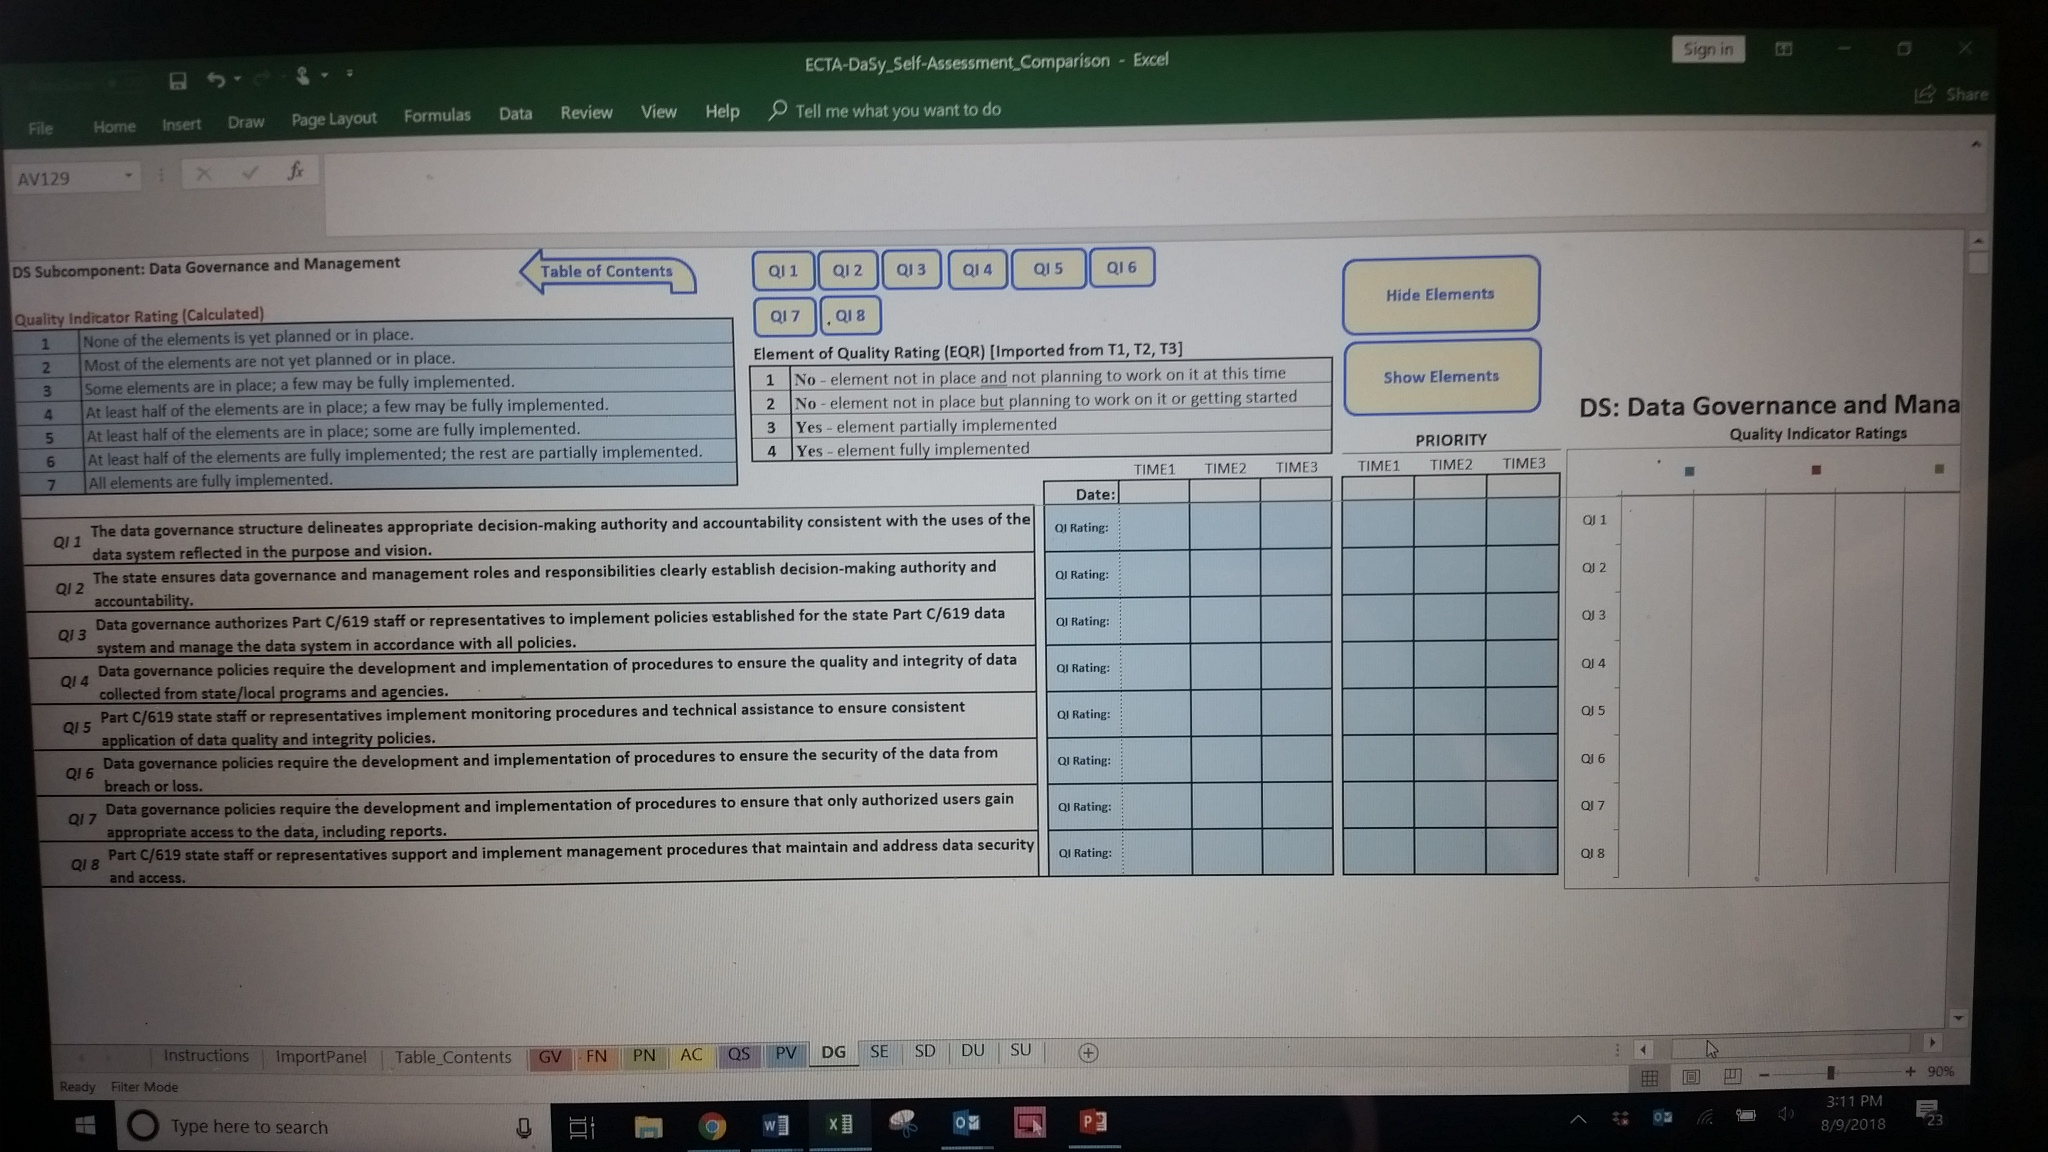 ECTA-DaSy_Self-Assessment_Comparison - Excel
Sign in
File Home Insert Draw Page Layout Formulas Data Review View Help Tell me what you want to do
Share
AV129
fx
DS Subcomponent: Data Governance and Management
Table of Contents
QI 1 QI 2 QI 3 QI 4 QI 5 QI 6
QI 7 QI 8
Hide Elements
Show Elements
Quality Indicator Rating (Calculated)
1 None of the elements is yet planned or in place.
2 Most of the elements are not yet planned or in place.
3 Some elements are in place; a few may be fully implemented.
4 At least half of the elements are in place; a few may be fully implemented.
5 At least half of the elements are in place; some are fully implemented.
6 At least half of the elements are fully implemented; the rest are partially implemented.
7 All elements are fully implemented.
Element of Quality Rating (EQR) [Imported from T1, T2, T3]
1 No - element not in place and not planning to work on it at this time
2 No - element not in place but planning to work on it or getting started
3 Yes - element partially implemented
4 Yes - element fully implemented
DS: Data Governance and Mana
Quality Indicator Ratings
PRIORITY
TIME1 TIME2 TIME3 TIME1 TIME2 TIME3
Date:
QI 1 The data governance structure delineates appropriate decision-making authority and accountability consistent with the uses of the
data system reflected in the purpose and vision.
QI Rating:
QI 1
QI 2 The state ensures data governance and management roles and responsibilities clearly establish decision-making authority and
accountability.
QI Rating:
QI 2
QI 3 Data governance authorizes Part C/619 staff or representatives to implement policies established for the state Part C/619 data
system and manage the data system in accordance with all policies.
QI Rating:
QI 3
QI 4 Data governance policies require the development and implementation of procedures to ensure the quality and integrity of data
collected from state/local programs and agencies.
QI Rating:
QI 4
QI 5 Part C/619 state staff or representatives implement monitoring procedures and technical assistance to ensure consistent
application of data quality and integrity policies.
QI Rating:
QI 5
QI 6 Data governance policies require the development and implementation of procedures to ensure the security of the data from
breach or loss.
QI Rating:
QI 6
QI 7 Data governance policies require the development and implementation of procedures to ensure that only authorized users gain
appropriate access to the data, including reports.
QI Rating:
QI 7
QI 8 Part C/619 state staff or representatives support and implement management procedures that maintain and address data security
and access.
QI Rating:
QI 8
Instructions ImportPanel Table_Contents GV FN PN AC QS PV DG SE SD DU SU
Ready Filter Mode
90%
Type here to search
3:11 PM
8/9/2018
23